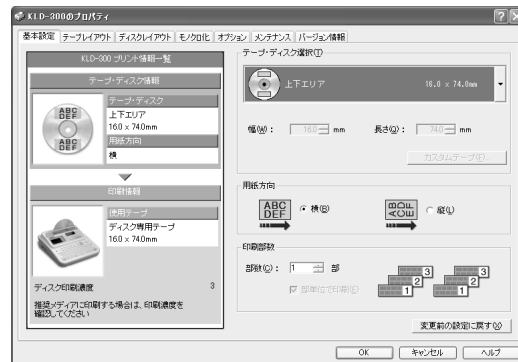 KLD-300のプロパティ
基本設定 テープレイアウト ディスクレイアウト モノクロ化 オプション メンテナンス バージョン情報
KLD-300 プリント情報一覧
テープ・ディスク情報
テープ・ディスク
上下エリア
16.0 x 74.0mm
用紙方向
横
ABC
DEF
ABC
DEF
印刷情報
使用テープ
ディスク専用テープ
16.0 x 74.0mm
ディスク印刷濃度 3
推奨メディアに印刷する場合は、印刷濃度を
確認してください
テープ・ディスク選択(T)
上下エリア 16.0 x 74.0mm
幅(W): 16.0 mm 長さ(Q): 74.0 mm
カスタムテープ(F)...
用紙方向
ABC
DEF
横(B)
ABC
DEF
縦(L)
印刷部数
部数(C): 1 部
部単位で印刷(E)
1 2 3
1 2 3
変更前の設定に戻す(X)
OK キャンセル ヘルプ